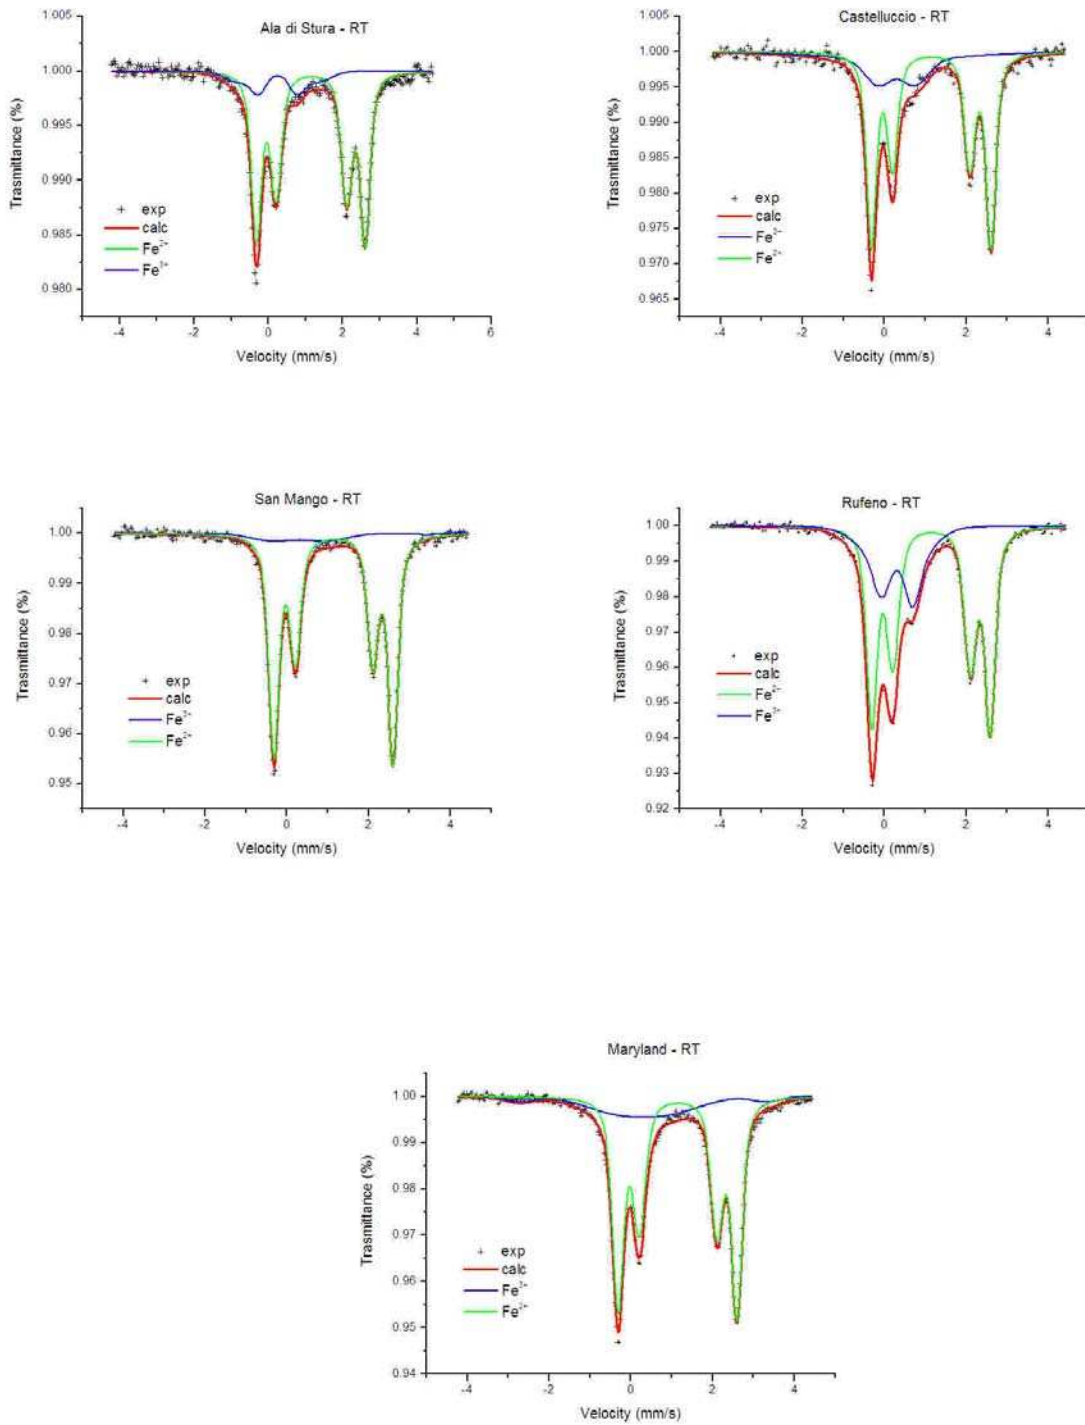 Ala di Stura - RT
1.005
1.000
0.995
0.990
0.985
0.980
Trasmittance (%)
exp
calc
Fe²⁺
Fe³⁺
-4 -2 0 2 4 6
Velocity (mm/s)
Castelluccio - RT
1.005
1.000
0.995
0.990
0.985
0.980
0.975
0.970
0.965
Trasmittance (%)
exp
calc
Fe
Fe
-4 -2 0 2 4
Velocity (mm/s)
San Mango - RT
1.00
0.99
0.98
0.97
0.96
0.95
Trasmittance (%)
exp
calc
Fe³⁺
Fe²⁺
-4 -2 0 2 4
Velocity (mm/s)
Rufeno - RT
1.00
0.99
0.98
0.97
0.96
0.95
0.94
0.93
0.92
Trasmittance (%)
exp
calc
Fe
Fe
-4 -2 0 2 4
Velocity (mm/s)
Maryland - RT
1.00
0.99
0.98
0.97
0.96
0.95
0.94
Trasmittance (%)
exp
calc
Fe³⁺
Fe²⁺
-4 -2 0 2 4
Velocity (mm/s)